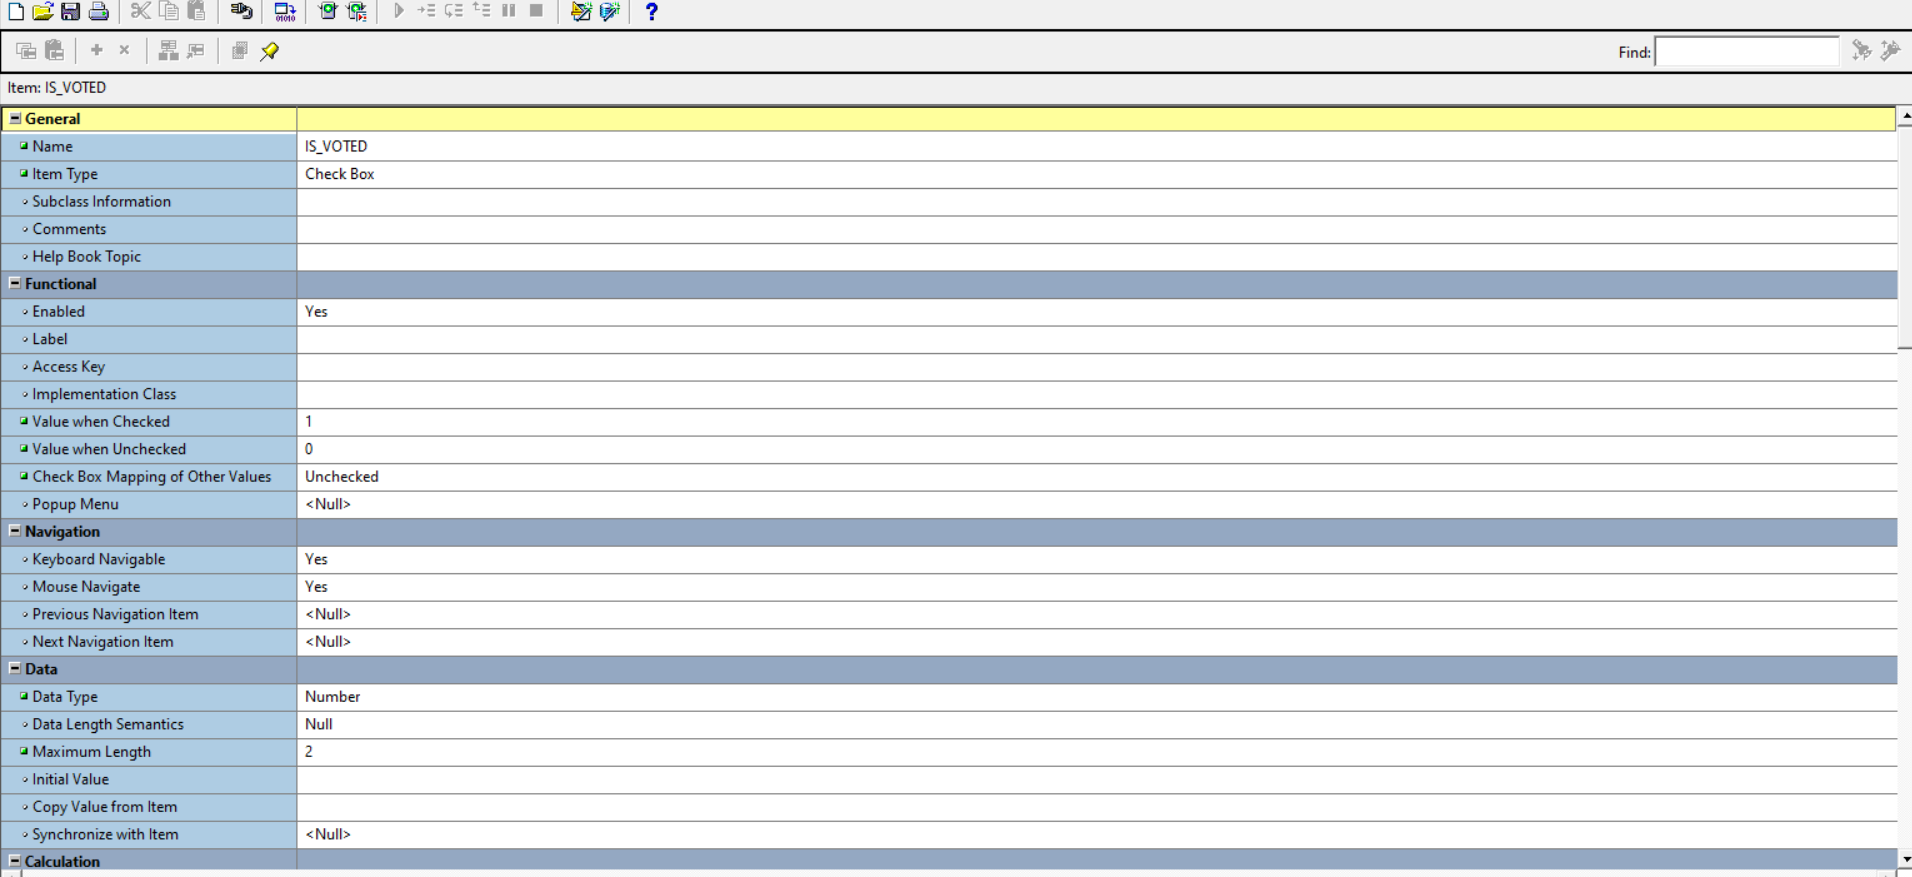 Find:
Item: IS_VOTED
General
Name IS_VOTED
Item Type Check Box
Subclass Information
Comments
Help Book Topic
Functional
Enabled Yes
Label
Access Key
Implementation Class
Value when Checked 1
Value when Unchecked 0
Check Box Mapping of Other Values Unchecked
Popup Menu <Null>
Navigation
Keyboard Navigable Yes
Mouse Navigate Yes
Previous Navigation Item <Null>
Next Navigation Item <Null>
Data
Data Type Number
Data Length Semantics Null
Maximum Length 2
Initial Value
Copy Value from Item
Synchronize with Item <Null>
Calculation